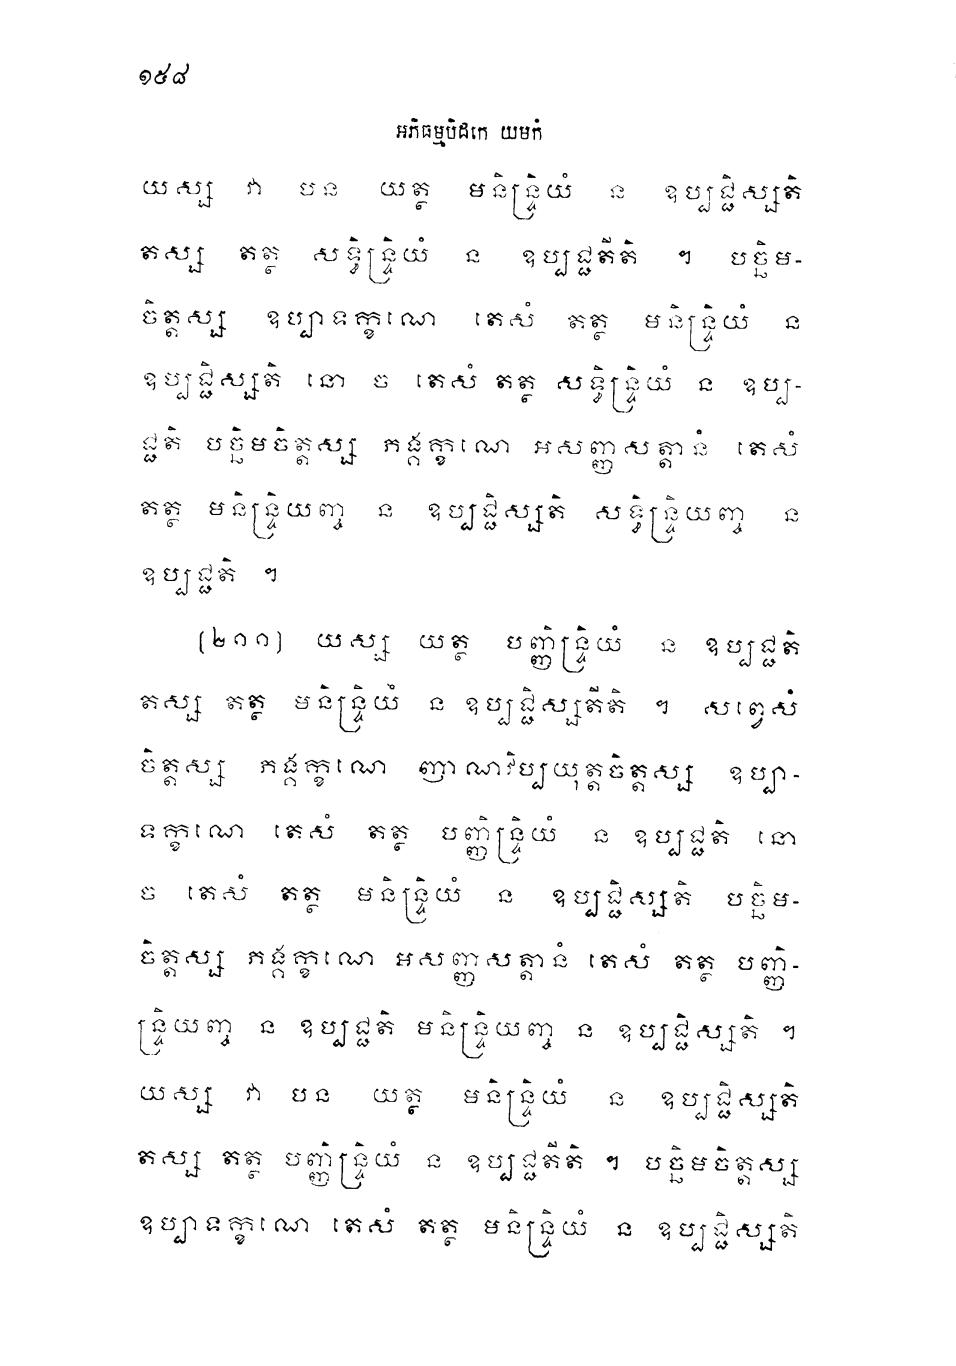 ១៥៨
អភិធម្មបិដកេ យមកំ
យស្ស វា បន យត្ថ មនិន្ទ្រិយំ ន ឧប្បជ្ជិស្សតិ
តស្ស តត្ថ សទ្ធិន្ទ្រិយំ ន ឧប្បជ្ជតីតិ ។ បច្ឆិម-
ចិត្តស្ស ឧប្បាទក្ខណេ តេសំ តត្ថ មនិន្ទ្រិយំ ន
ឧប្បជ្ជិស្សតិ នោ ច តេសំ តត្ថ សទ្ធិន្ទ្រិយំ ន ឧប្ប-
ជ្ជតិ បច្ឆិមចិត្តស្ស ភង្គក្ខណេ អសញ្ញសត្តានំ តេសំ
តត្ថ មនិន្ទ្រិយញ្ច ន ឧប្បជ្ជិស្សតិ សទ្ធិន្ទ្រិយញ្ច ន
ឧប្បជ្ជតិ ។
(២០០) យស្ស យត្ថ បញ្ញិន្ទ្រិយំ ន ឧប្បជ្ជតិ
តស្ស តត្ថ មនិន្ទ្រិយំ ន ឧប្បជ្ជិស្សតីតិ ។ សព្វេសំ
ចិត្តស្ស ភង្គក្ខណេ ញាណវិប្បយុត្តចិត្តស្ស ឧប្បា-
ទក្ខណេ តេសំ តត្ថ បញ្ញិន្ទ្រិយំ ន ឧប្បជ្ជតិ នោ
ច តេសំ តត្ថ មនិន្ទ្រិយំ ន ឧប្បជ្ជិស្សតិ បច្ឆិម-
ចិត្តស្ស ភង្គក្ខណេ អសញ្ញសត្តានំ តេសំ តត្ថ បញ្ញិ-
ន្ទ្រិយញ្ច ន ឧប្បជ្ជតិ មនិន្ទ្រិយញ្ច ន ឧប្បជ្ជិស្សតិ ។
យស្ស វា បន យត្ថ មនិន្ទ្រិយំ ន ឧប្បជ្ជិស្សតិ
តស្ស តត្ថ បញ្ញិន្ទ្រិយំ ន ឧប្បជ្ជតីតិ ។ បច្ឆិមចិត្តស្ស
ឧប្បាទក្ខណេ តេសំ តត្ថ មនិន្ទ្រិយំ ន ឧប្បជ្ជិស្សតិ